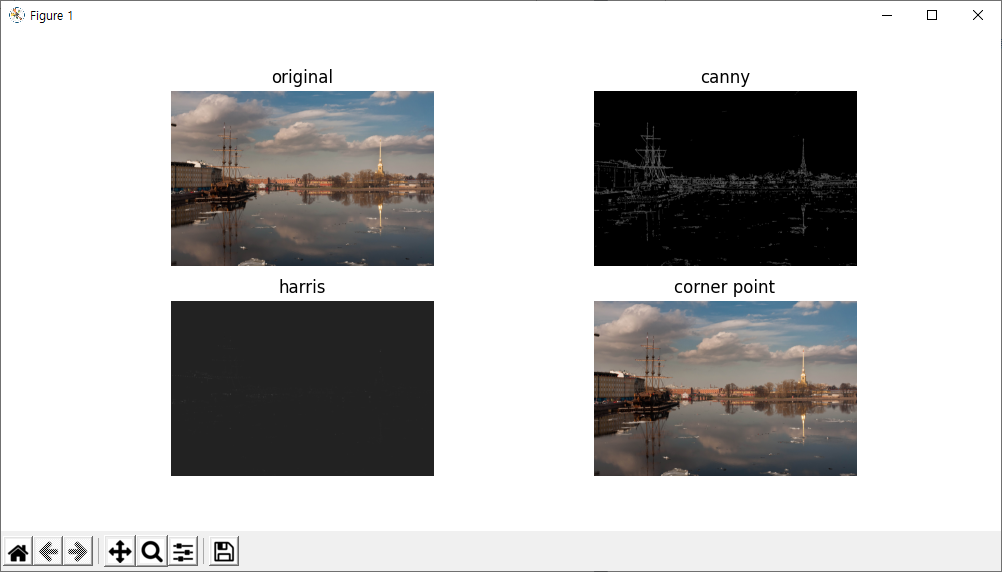 Figure 1
original
canny
harris
corner point